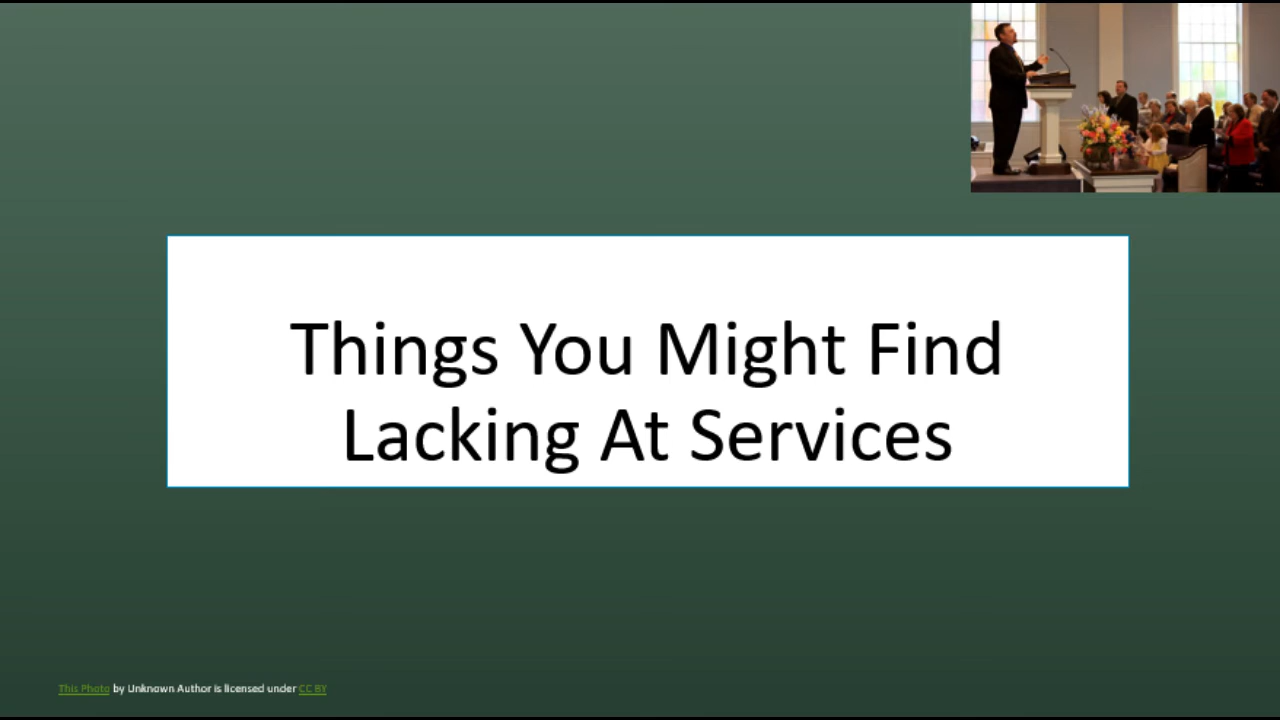 Things You Might Find
Lacking At Services
This Photo by Unknown Author is licensed under CC BY